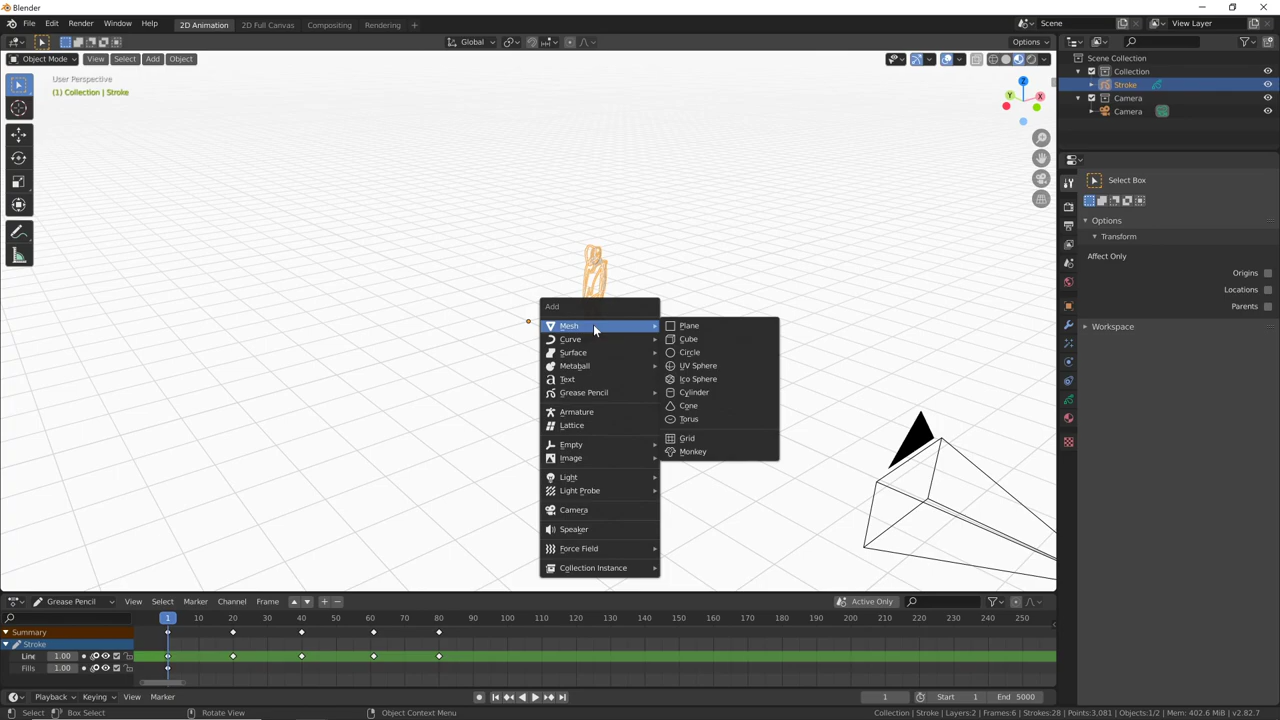 Blender
File Edit Render Window Help 2D Animation 2D Full Canvas Compositing Rendering Scene View Layer
Global Options
Object Mode View Select Add Object
User Perspective
(1) Collection | Stroke
Z
Y X
Scene Collection
Collection
Stroke
Camera
Camera
Select Box
Options
Transform
Affect Only
Origins
Locations
Parents
Workspace
Add
Mesh
Curve
Surface
Metaball
Text
Grease Pencil
Armature
Lattice
Empty
Image
Light
Light Probe
Camera
Speaker
Force Field
Collection Instance
Plane
Cube
Circle
UV Sphere
Ico Sphere
Cylinder
Cone
Torus
Grid
Monkey
Grease Pencil View Select Marker Channel Frame Active Only
1 10 20 30 40 50 60 70 80 90 100 110 120 130 140 150 160 170 180 190 200 210 220 230 240 250
Summary
Stroke
Line 1.00
Fills 1.00
Playback Keying View Marker 1 Start 1 End 5000
Select Box Select Rotate View Object Context Menu Collection | Stroke | Layers:2 | Frames:6 | Strokes:28 | Points:3,081 | Objects:1/2 | Mem: 402.6 MiB | v2.82.7